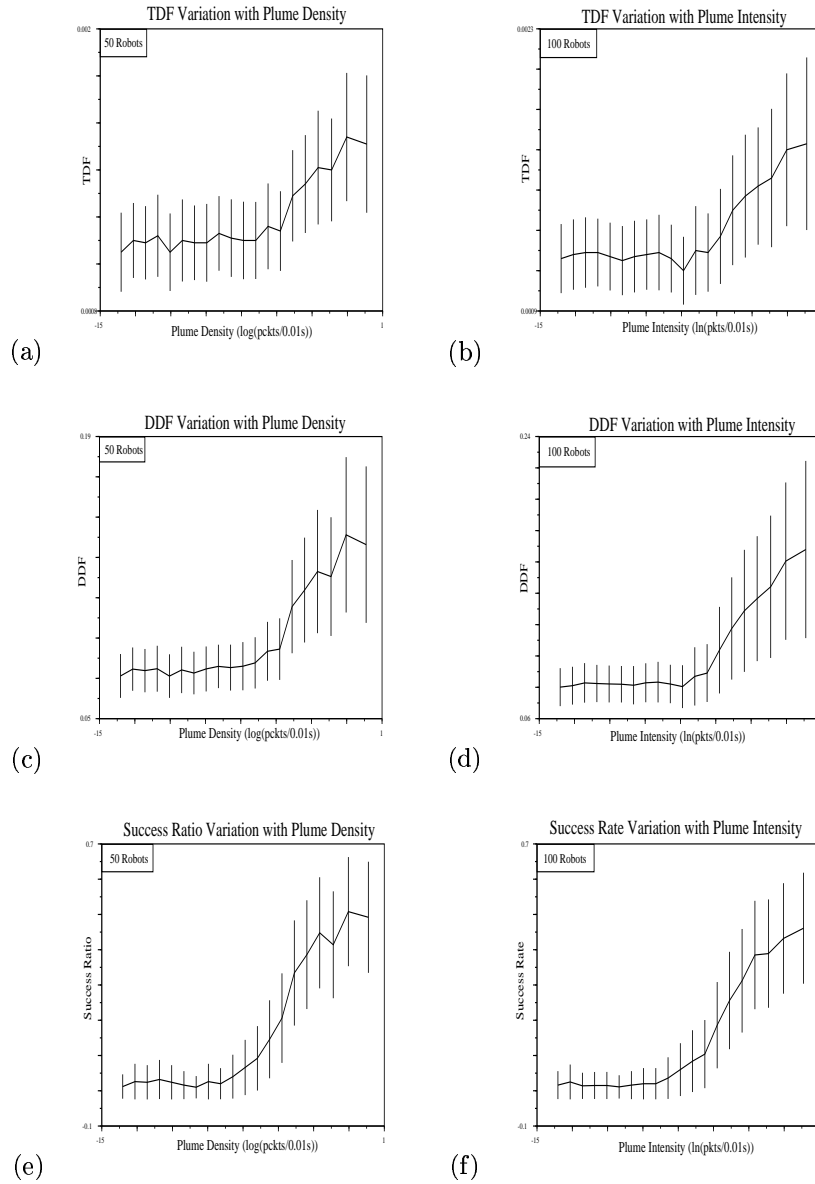 TDF Variation with Plume Density
0.002
50 Robots
TDF
0.0008
-15
1
Plume Density (log(pckts/0.01s))
(a)
TDF Variation with Plume Intensity
0.0023
100 Robots
TDF
0.0009
-15
Plume Intensity (ln(pkts/0.01s))
(b)
DDF Variation with Plume Density
0.19
50 Robots
DDF
0.05
-15
1
Plume Density (log(pckts/0.01s))
(c)
DDF Variation with Plume Intensity
0.24
100 Robots
DDF
0.06
-15
Plume Intensity (ln(pkts/0.01s))
(d)
Success Ratio Variation with Plume Density
0.7
50 Robots
Success Ratio
-0.1
-15
1
Plume Density (log(pckts/0.01s))
(e)
Success Rate Variation with Plume Intensity
0.7
100 Robots
Success Rate
-0.1
-15
Plume Intensity (ln(pkts/0.01s))
(f)